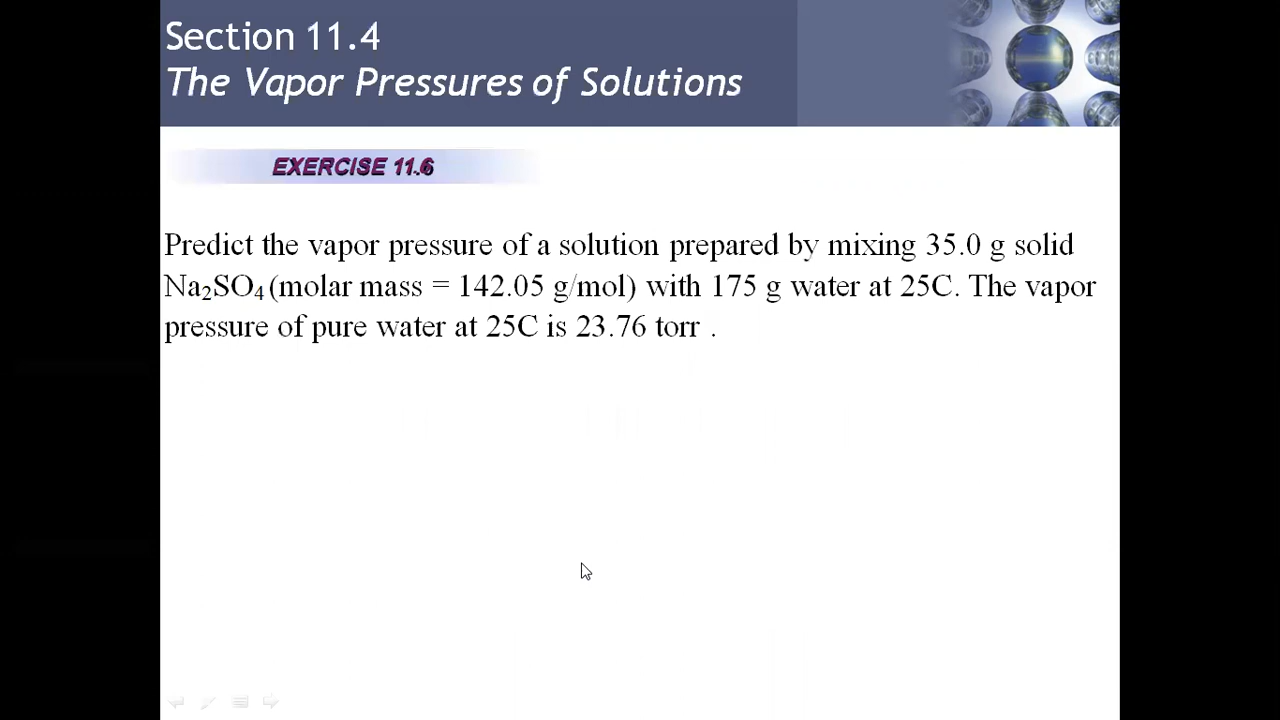 Section 11.4
The Vapor Pressures of Solutions
EXERCISE 11.6
Predict the vapor pressure of a solution prepared by mixing 35.0 g solid
Na₂SO₄ (molar mass = 142.05 g/mol) with 175 g water at 25C. The vapor
pressure of pure water at 25C is 23.76 torr .